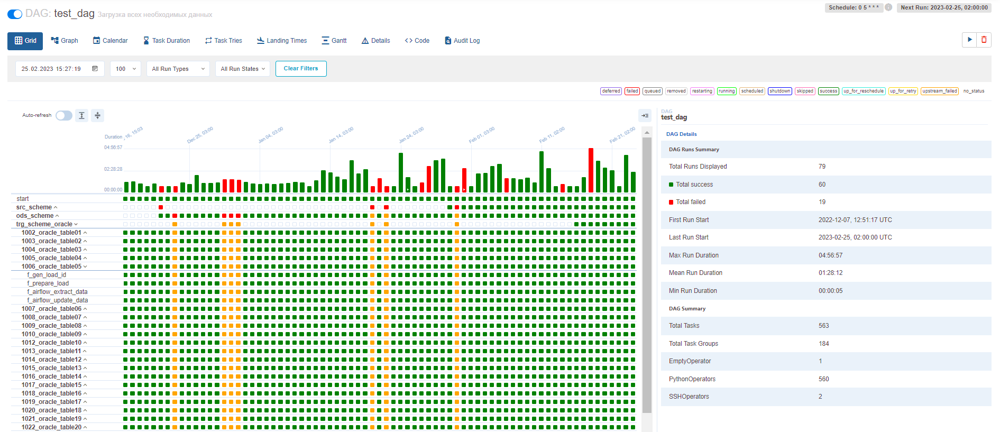 DAG: test_dag Загрузка всех необходимых данных
Schedule: 0 5 * * *
Next Run: 2023-02-25, 02:00:00
Grid Graph Calendar Task Duration Task Tries Landing Times Gantt Details Code Audit Log
25.02.2023 15:27:19 100 All Run Types All Run States Clear Filters
deferred failed queued removed restarting running scheduled shutdown skipped success up_for_reschedule up_for_retry upstream_failed no_status
Auto-refresh
16, 15:03 Dec 25, 03:00 Jan 04, 03:00 Jan 14, 03:00 Jan 24, 03:00 Feb 01, 03:00 Feb 11, 02:00 Feb 21, 02:00
Duration
04:56:57
02:28:28
00:00:00
start
src_scheme
ods_scheme
trg_scheme_oracle
1002_oracle_table01
1003_oracle_table02
1004_oracle_table03
1005_oracle_table04
1006_oracle_table05
f_gen_load_id
f_prepare_load
f_airflow_extract_data
f_airflow_update_data
1007_oracle_table06
1008_oracle_table07
1009_oracle_table08
1010_oracle_table09
1012_oracle_table10
1013_oracle_table11
1014_oracle_table12
1015_oracle_table13
1016_oracle_table14
1017_oracle_table15
1018_oracle_table16
1019_oracle_table17
1020_oracle_table18
1021_oracle_table19
1022_oracle_table20
DAG
test_dag
DAG Details
DAG Runs Summary
Total Runs Displayed 79
Total success 60
Total failed 19
First Run Start 2022-12-07, 12:51:17 UTC
Last Run Start 2023-02-25, 02:00:00 UTC
Max Run Duration 04:56:57
Mean Run Duration 01:28:12
Min Run Duration 00:00:05
DAG Summary
Total Tasks 563
Total Task Groups 184
EmptyOperator 1
PythonOperators 560
SSHOperators 2